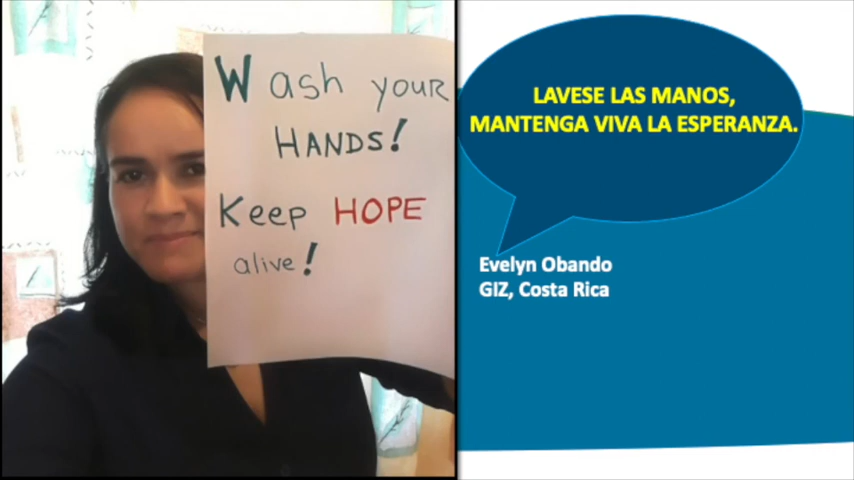 Wash your
HANDS!
Keep HOPE
alive!
LAVESE LAS MANOS,
MANTENGA VIVA LA ESPERANZA.
Evelyn Obando
GIZ, Costa Rica